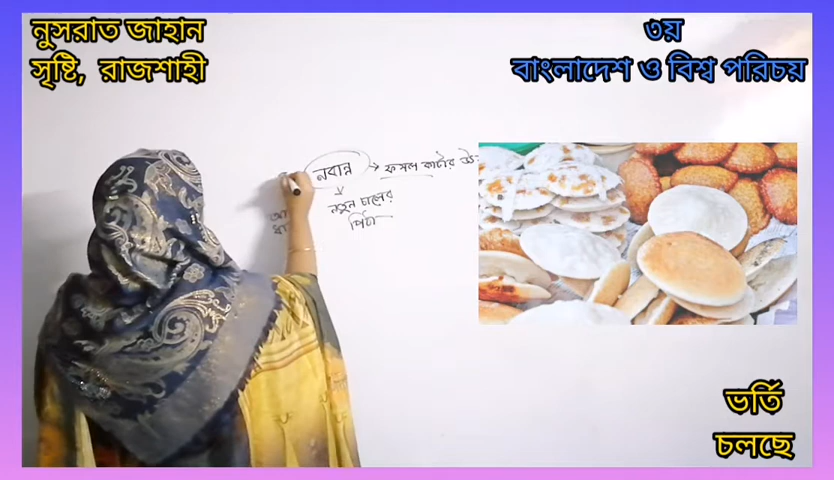 নুসরাত জাহান
সৃষ্টি, রাজশাহী
৩য়
বাংলাদেশ ও বিশ্ব পরিচয়
নবান্ন → ফসল কাটার
নতুন চালের
পিঠা
ভর্তি
চলছে